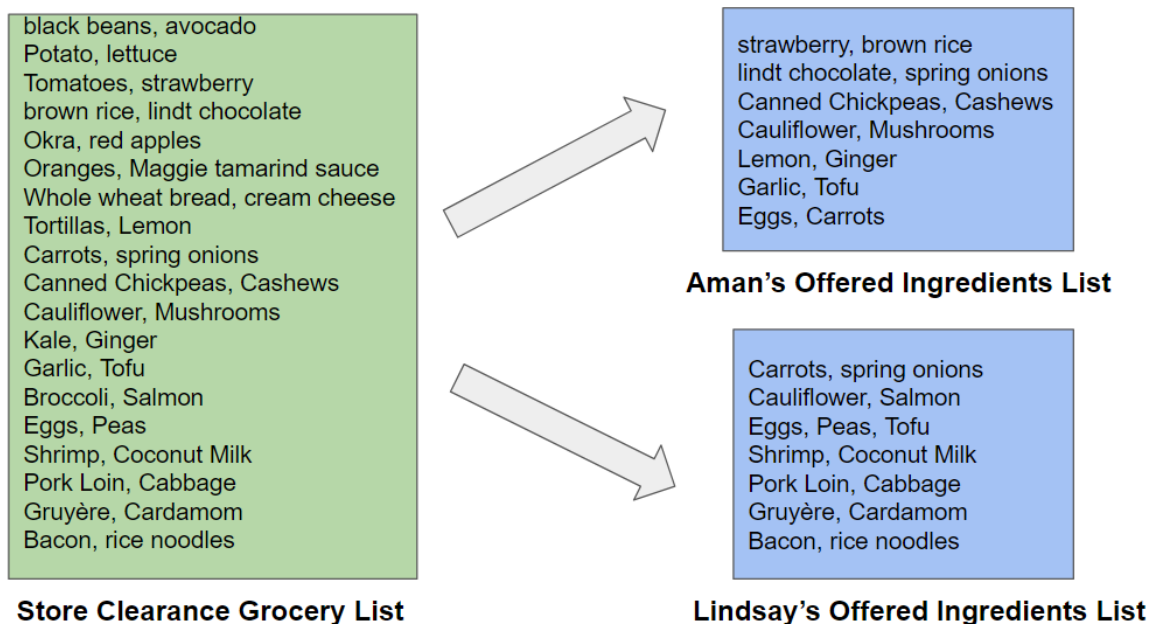 black beans, avocado
Potato, lettuce
Tomatoes, strawberry
brown rice, lindt chocolate
Okra, red apples
Oranges, Maggie tamarind sauce
Whole wheat bread, cream cheese
Tortillas, Lemon
Carrots, spring onions
Canned Chickpeas, Cashews
Cauliflower, Mushrooms
Kale, Ginger
Garlic, Tofu
Broccoli, Salmon
Eggs, Peas
Shrimp, Coconut Milk
Pork Loin, Cabbage
Gruyère, Cardamom
Bacon, rice noodles
Store Clearance Grocery List
strawberry, brown rice
lindt chocolate, spring onions
Canned Chickpeas, Cashews
Cauliflower, Mushrooms
Lemon, Ginger
Garlic, Tofu
Eggs, Carrots
Aman’s Offered Ingredients List
Carrots, spring onions
Cauliflower, Salmon
Eggs, Peas, Tofu
Shrimp, Coconut Milk
Pork Loin, Cabbage
Gruyère, Cardamom
Bacon, rice noodles
Lindsay’s Offered Ingredients List